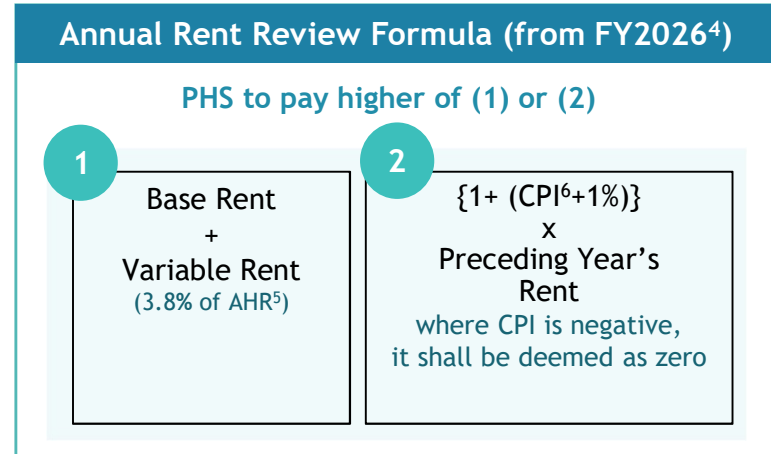 Annual Rent Review Formula (from FY2026⁴)
PHS to pay higher of (1) or (2)
1
Base Rent
+
Variable Rent
(3.8% of AHR⁵)
2
{1+ (CPI⁶+1%)}
x
Preceding Year’s
Rent
where CPI is negative,
it shall be deemed as zero